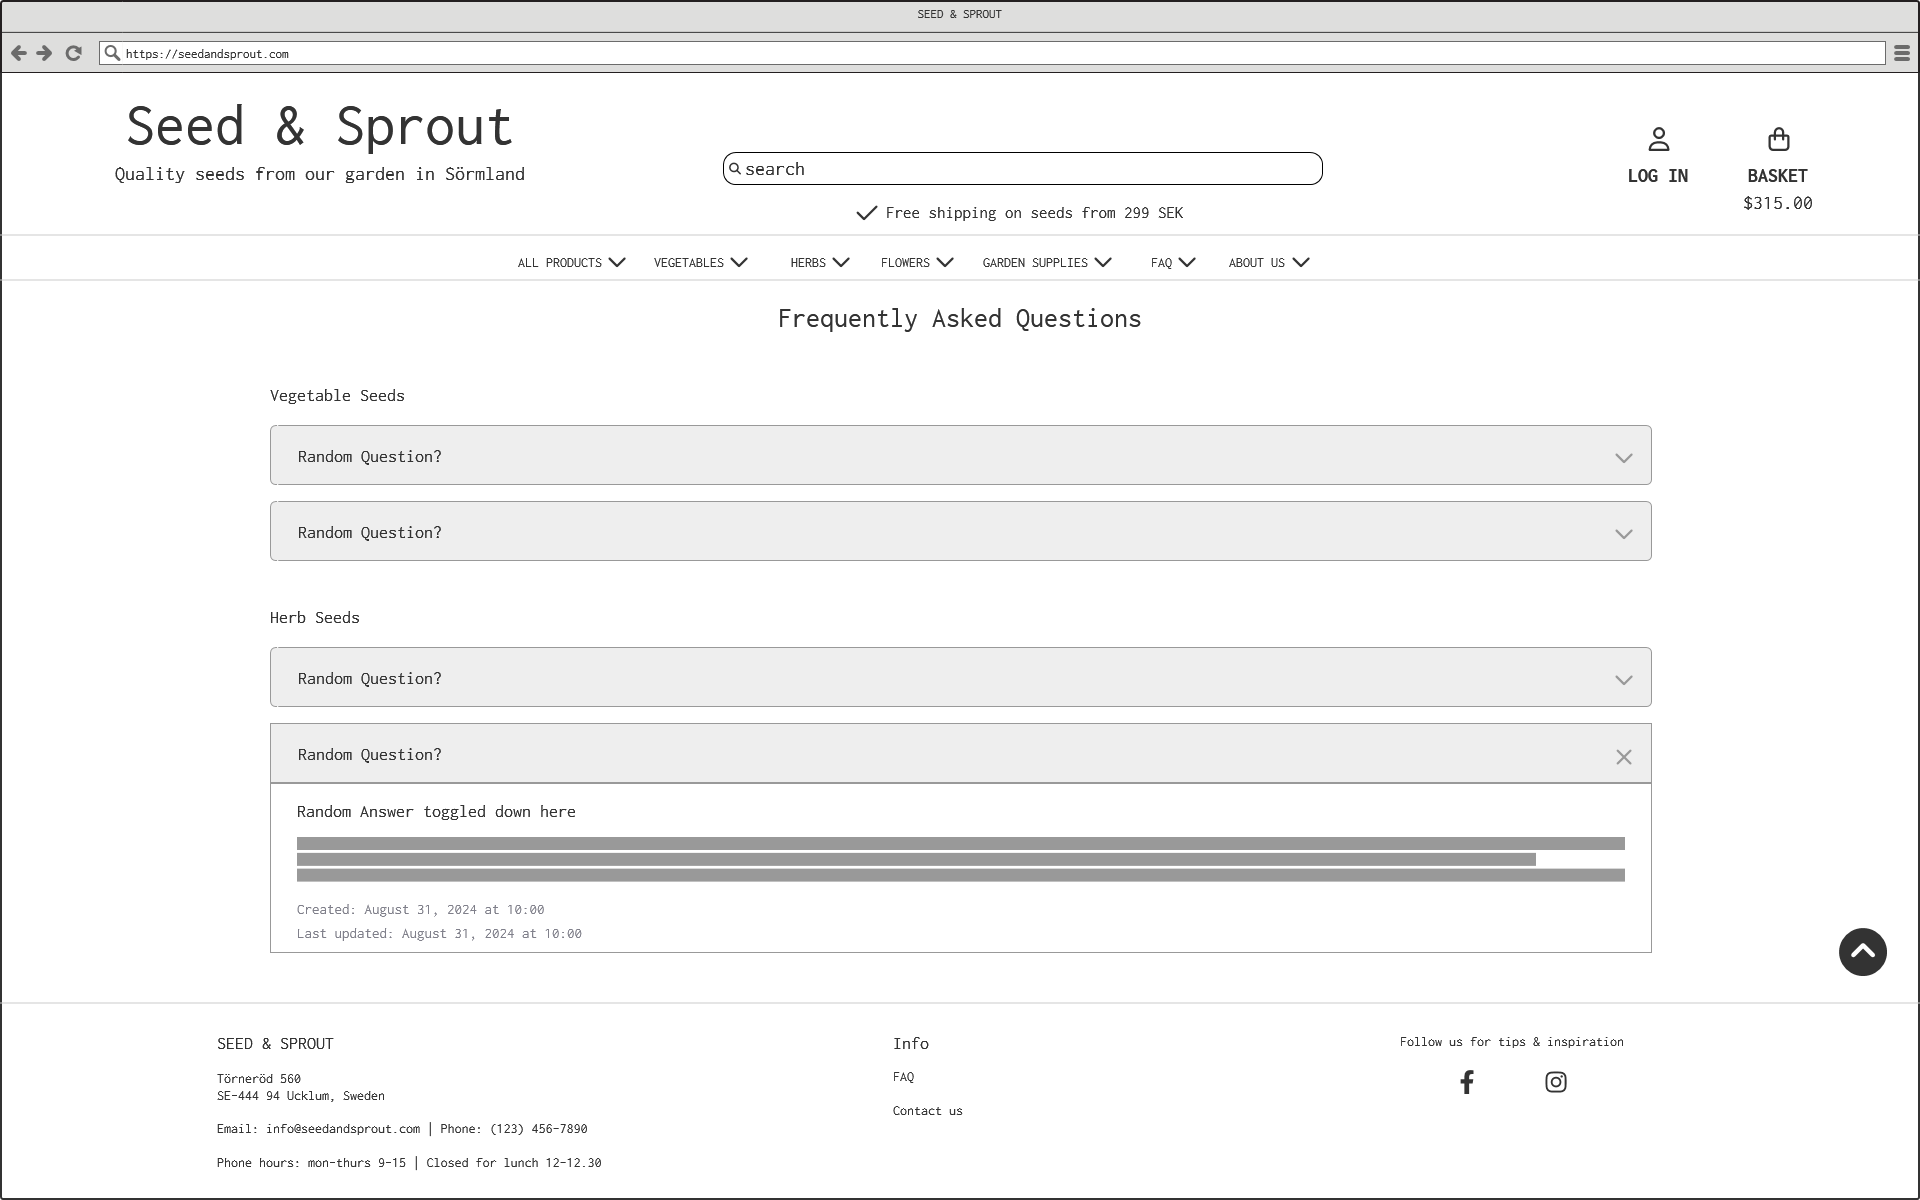 SEED & SPROUT
https://seedandsprout.com
Seed & Sprout
Quality seeds from our garden in Sörmland
search
Free shipping on seeds from 299 SEK
LOG IN
BASKET
$315.00
ALL PRODUCTS VEGETABLES HERBS FLOWERS GARDEN SUPPLIES FAQ ABOUT US
Frequently Asked Questions
Vegetable Seeds
Random Question?
Random Question?
Herb Seeds
Random Question?
Random Question?
Random Answer toggled down here
Created: August 31, 2024 at 10:00
Last updated: August 31, 2024 at 10:00
SEED & SPROUT
Törneröd 560
SE-444 94 Ucklum, Sweden
Email: info@seedandsprout.com | Phone: (123) 456-7890
Phone hours: mon-thurs 9-15 | Closed for lunch 12-12.30
Info
FAQ
Contact us
Follow us for tips & inspiration